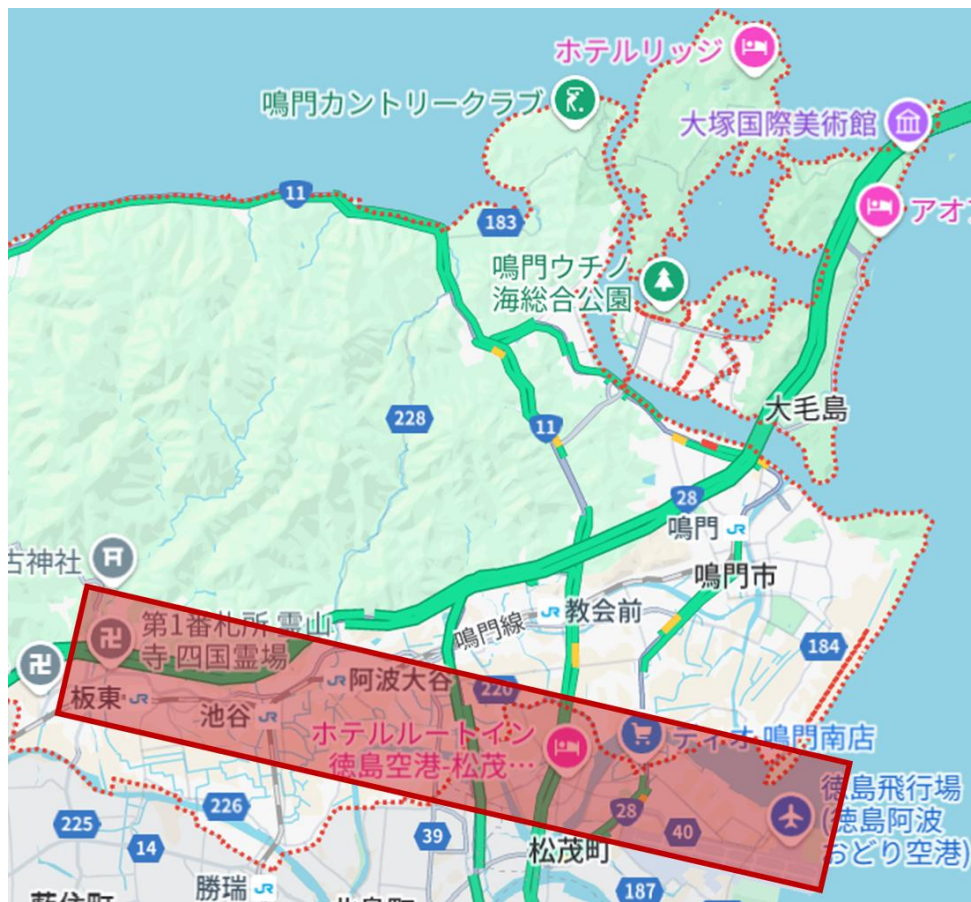 ホテルリッジ
鳴門カントリークラブ
大塚国際美術館
11
183
アオ
鳴門ウチノ
海総合公園
大毛島
228
11
28
鳴門 JR
鳴門市
古神社
教会前
JR
鳴門線
第1番札所 霊山
寺 四国霊場
184
板東 JR
JR 阿波大谷
池谷 JR
220
ホテルルートイン
徳島空港-松茂…
ディオ 鳴門南店
徳島飛行場
(徳島阿波
おどり空港)
226
225
14
39
28
40
松茂町
187
勝瑞 JR